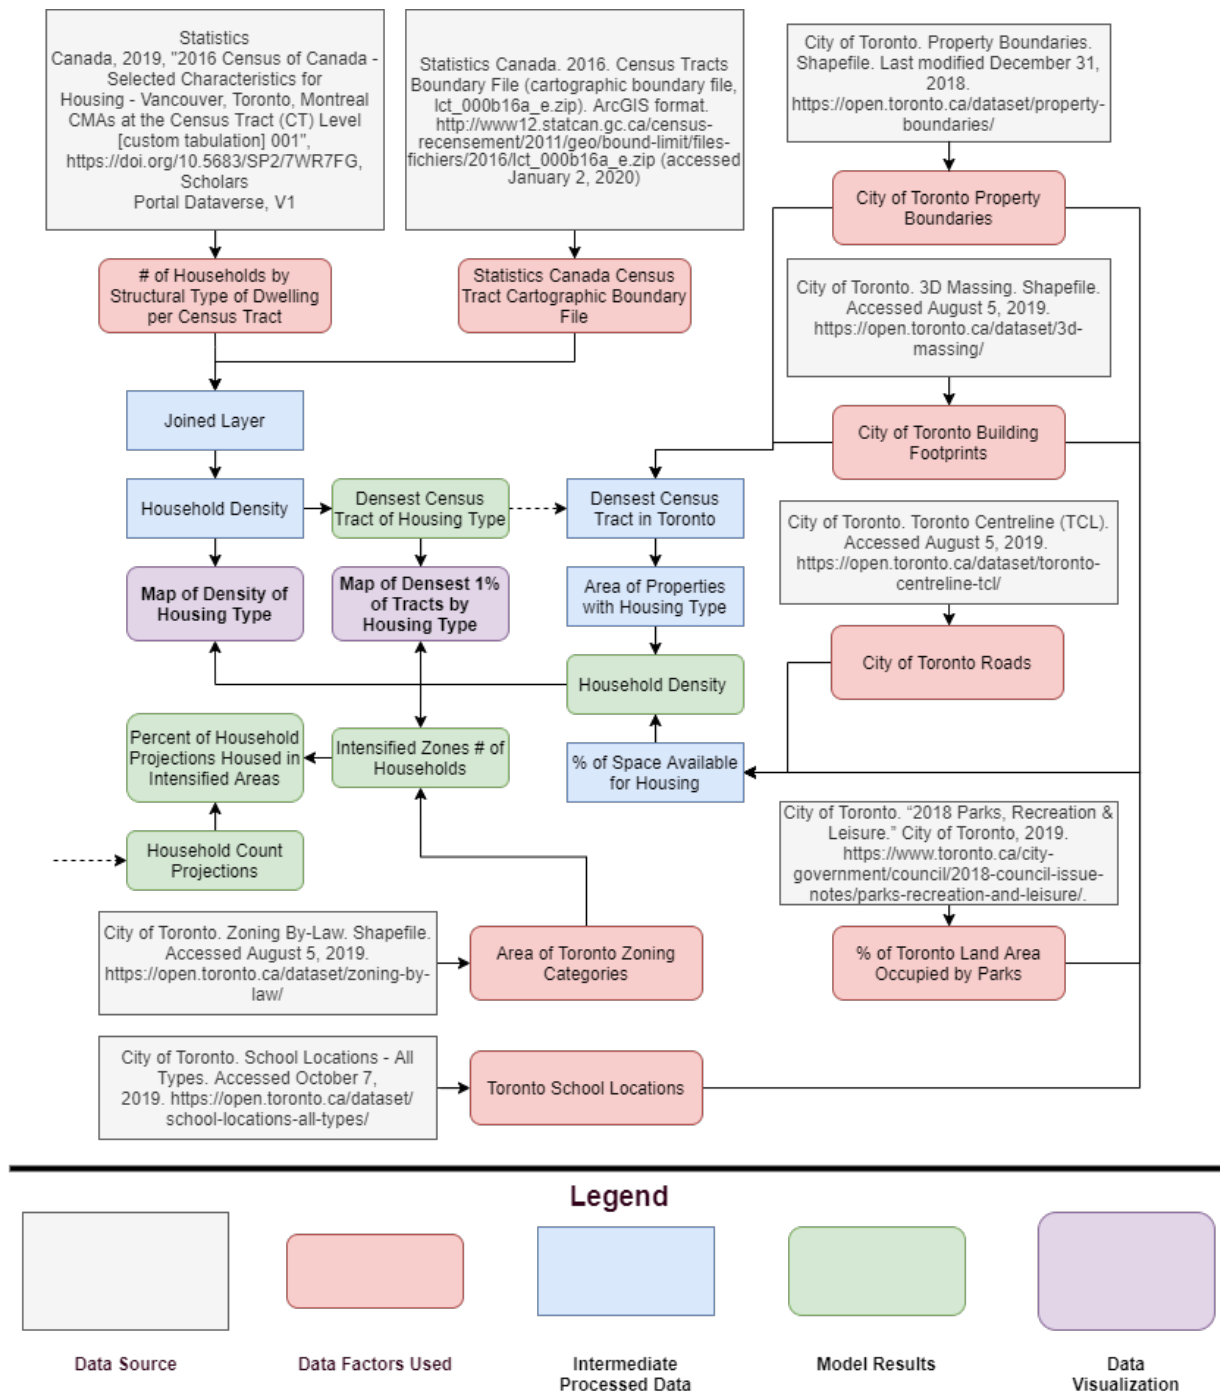 Statistics
Canada, 2019, "2016 Census of Canada -
Selected Characteristics for
Housing - Vancouver, Toronto, Montreal
CMAs at the Census Tract (CT) Level
[custom tabulation] 001",
https://doi.org/10.5683/SP2/7WR7FG,
Scholars
Portal Dataverse, V1
Statistics Canada. 2016. Census Tracts
Boundary File (cartographic boundary file,
lct_000b16a_e.zip). ArcGIS format.
http://www12.statcan.gc.ca/census-
recensement/2011/geo/bound-limit/files-
fichiers/2016/lct_000b16a_e.zip (accessed
January 2, 2020)
City of Toronto. Property Boundaries.
Shapefile. Last modified December 31,
2018.
https://open.toronto.ca/dataset/property-
boundaries/
City of Toronto Property
Boundaries
# of Households by
Structural Type of Dwelling
per Census Tract
Statistics Canada Census
Tract Cartographic Boundary
File
City of Toronto. 3D Massing. Shapefile.
Accessed August 5, 2019.
https://open.toronto.ca/dataset/3d-
massing/
Joined Layer
City of Toronto Building
Footprints
Household Density
Densest Census
Tract of Housing Type
Densest Census
Tract in Toronto
City of Toronto. Toronto Centreline (TCL).
Accessed August 5, 2019.
https://open.toronto.ca/dataset/toronto-
centreline-tcl/
Map of Density of
Housing Type
Map of Densest 1%
of Tracts by
Housing Type
Area of Properties
with Housing Type
City of Toronto Roads
Household Density
Percent of Household
Projections Housed in
Intensified Areas
Intensified Zones # of
Households
% of Space Available
for Housing
City of Toronto. “2018 Parks, Recreation &
Leisure.” City of Toronto, 2019.
https://www.toronto.ca/city-
government/council/2018-council-issue-
notes/parks-recreation-and-leisure/.
Household Count
Projections
City of Toronto. Zoning By-Law. Shapefile.
Accessed August 5, 2019.
https://open.toronto.ca/dataset/zoning-by-
law/
Area of Toronto Zoning
Categories
% of Toronto Land Area
Occupied by Parks
City of Toronto. School Locations - All
Types. Accessed October 7,
2019. https://open.toronto.ca/dataset/
school-locations-all-types/
Toronto School Locations
Legend
Data Source
Data Factors Used
Intermediate
Processed Data
Model Results
Data
Visualization